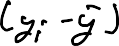 (yᵢ - ȳ)